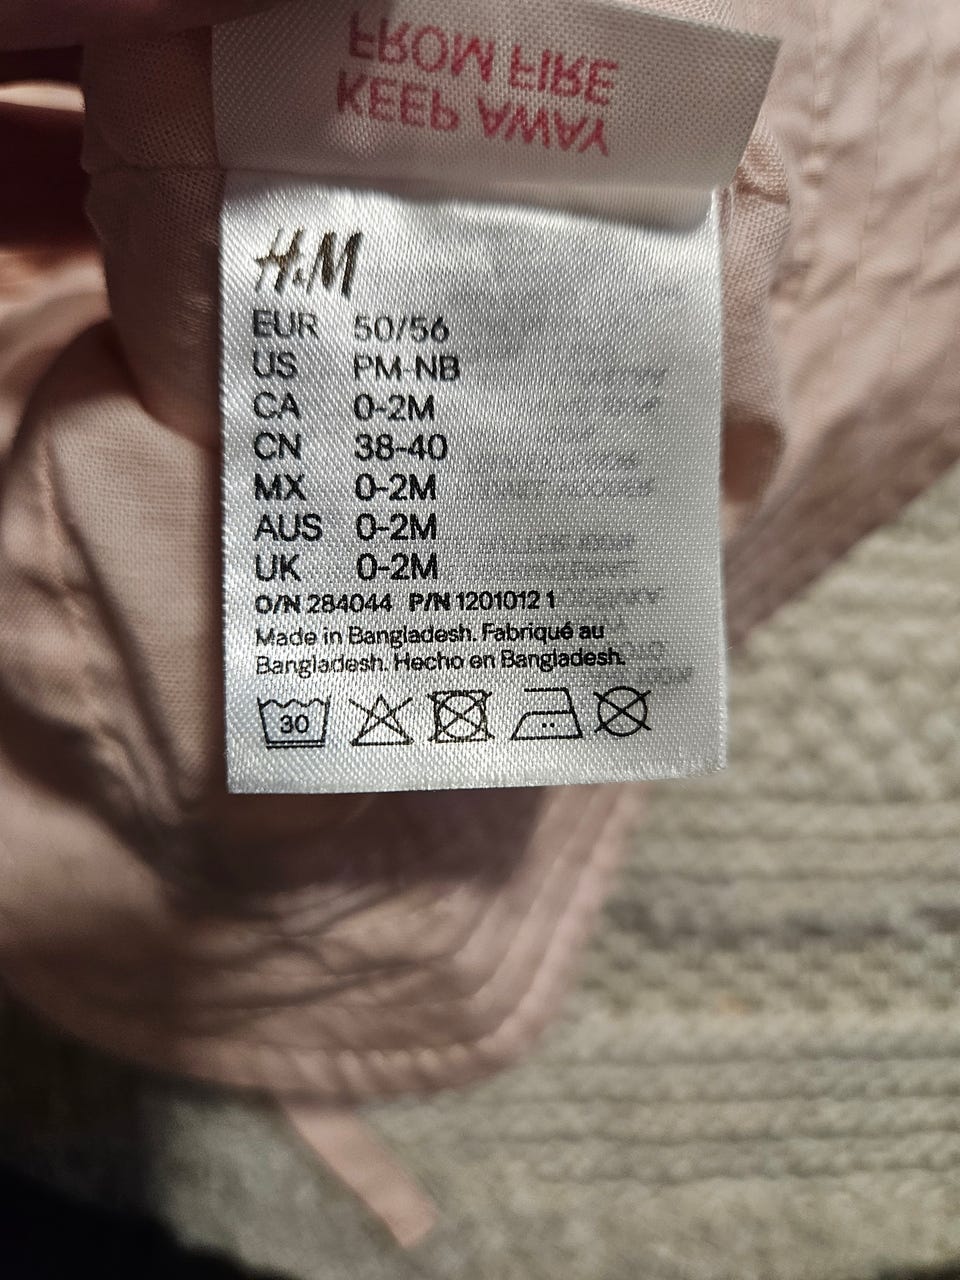 KEEP AWAY
FROM FIRE
H&M
EUR 50/56
US PM-NB
CA 0-2M
CN 38-40
MX 0-2M
AUS 0-2M
UK 0-2M
O/N 284044 P/N 1201012 1
Made in Bangladesh. Fabriqué au
Bangladesh. Hecho en Bangladesh.
30